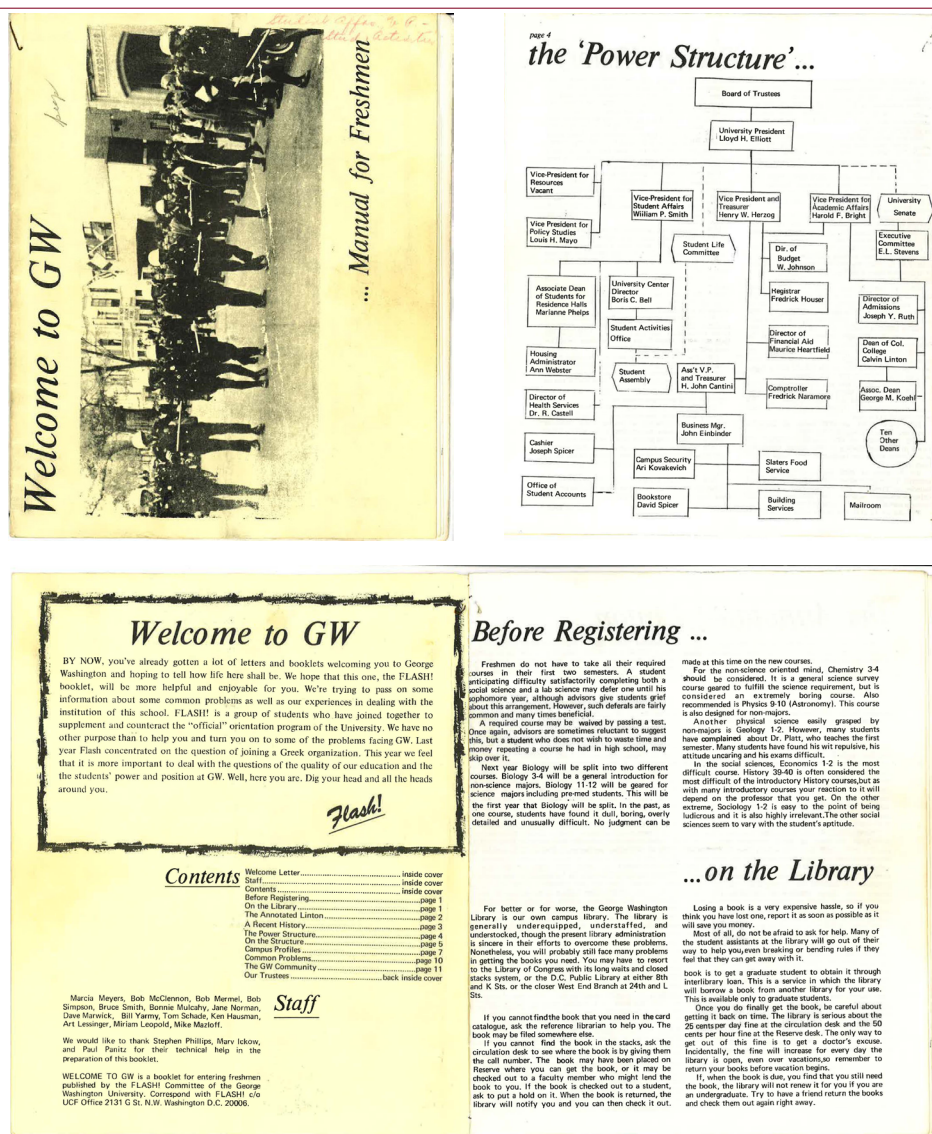 Student Affairs
Welcome to GW
... Manual for Freshmen
page 4
the ‘Power Structure’...
Board of Trustees
University President
Lloyd H. Elliott
Vice-President for
Resources
Vacant
Vice President for
Policy Studies
Louis H. Mayo
Vice-President for
Student Affairs
William P. Smith
Vice President and
Treasurer
Henry W. Herzog
Vice President for
Academic Affairs
Harold F. Bright
University
Senate
Student Life
Committee
Executive
Committee
E.L. Stevens
Dir. of
Budget
W. Johnson
Associate Dean
of Students for
Residence Halls
Marianne Phelps
University Center
Director
Boris C. Bell
Registrar
Fredrick Houser
Director of
Admissions
Joseph Y. Ruth
Student Activities
Office
Director of
Financial Aid
Maurice Heartfield
Dean of Col.
College
Calvin Linton
Housing
Administrator
Ann Webster
Student
Assembly
Ass't V.P.
and Treasurer
H. John Cantini
Comptroller
Fredrick Naramore
Assoc. Dean
George M. Koehl
Director of
Health Services
Dr. R. Castell
Business Mgr.
John Einbinder
Ten
Other
Deans
Cashier
Joseph Spicer
Campus Security
Ari Kovakevich
Slaters Food
Service
Office of
Student Accounts
Bookstore
David Spicer
Building
Services
Mailroom
Welcome to GW
BY NOW, you've already gotten a lot of letters and booklets welcoming you to George
Washington and hoping to tell how life here shall be. We hope that this one, the FLASH!
booklet, will be more helpful and enjoyable for you. We're trying to pass on some
information about some common problems as well as our experiences in dealing with the
institution of this school. FLASH! is a group of students who have joined together to
supplement and counteract the "official" orientation program of the University. We have no
other purpose than to help you and turn you on to some of the problems facing GW. Last
year Flash concentrated on the question of joining a Greek organization. This year we feel
that it is more important to deal with the questions of the quality of our education and the
the students' power and position at GW. Well, here you are. Dig your head and all the heads
around you.
Flash!
Contents
Welcome Letter.......... inside cover
Staff.......... inside cover
Contents.......... inside cover
Before Registering..........page 1
On the Library..........page 1
The Annotated Linton..........page 2
A Recent History..........page 3
The Power Structure..........page 4
On the Structure..........page 5
Campus Profiles..........page 7
Common Problems..........page 10
The GW Community..........page 11
Our Trustees..........back inside cover
Staff
Marcia Meyers, Bob McClennon, Bob Mermel, Bob
Simpson, Bruce Smith, Bonnie Mulcahy, Jane Norman,
Dave Marwick, Bill Yarmy, Tom Schade, Ken Hausman,
Art Lessinger, Miriam Leopold, Mike Mazloff.
We would like to thank Stephen Phillips, Marv Ickow,
and Paul Panitz for their technical help in the
preparation of this booklet.
WELCOME TO GW is a booklet for entering freshmen
published by the FLASH! Committee of the George
Washington University. Correspond with FLASH! c/o
UCF Office 2131 G St. N.W. Washington D.C. 20006.
Before Registering ...
Freshmen do not have to take all their required
courses in their first two semesters. A student
anticipating difficulty satisfactorily completing both a
social science and a lab science may defer one until his
sophomore year, although advisors give students grief
about this arrangement. However, such deferals are fairly
common and many times beneficial.
A required course may be waived by passing a test.
Once again, advisors are sometimes reluctant to suggest
this, but a student who does not wish to waste time and
money repeating a course he had in high school, may
skip over it.
Next year Biology will be split into two different
courses. Biology 3-4 will be a general introduction for
non-science majors. Biology 11-12 will be geared for
science majors including pre-med students. This will be
the first year that Biology will be split. In the past, as
one course, students have found it dull, boring, overly
detailed and unusually difficult. No judgment can be
made at this time on the new courses.
For the non-science oriented mind, Chemistry 3-4
should be considered. It is a general science survey
course geared to fulfill the science requirement, but is
considered an extremely boring course. Also
recommended is Physics 9-10 (Astronomy). This course
is also designed for non-majors.
Another physical science easily grasped by
non-majors is Geology 1-2. However, many students
have complained about Dr. Platt, who teaches the first
semester. Many students have found his wit repulsive, his
attitude uncaring and his exams difficult.
In the social sciences, Economics 1-2 is the most
difficult course. History 39-40 is often considered the
most difficult of the introductory History courses,but as
with many introductory courses your reaction to it will
depend on the professor that you get. On the other
extreme, Sociology 1-2 is easy to the point of being
ludicrous and it is also highly irrelevant.The other social
sciences seem to vary with the student's aptitude.
...on the Library
For better or for worse, the George Washington
Library is our own campus library. The library is
generally underequipped, understaffed, and
understocked, though the present library administration
is sincere in their efforts to overcome these problems.
Nonetheless, you will probably still face many problems
in getting the books you need. You may have to resort
to the Library of Congress with its long waits and closed
stacks system, or the D.C. Public Library at either 8th
and K Sts. or the closer West End Branch at 24th and L
Sts.
If you cannot findthe book that you need in the card
catalogue, ask the reference librarian to help you. The
book may be filed somewhere else.
If you cannot find the book in the stacks, ask the
circulation desk to see where the book is by giving them
the call number. The book may have been placed on
Reserve where you can get the book, or it may be
checked out to a faculty member who might lend the
book to you. If the book is checked out to a student,
ask to put a hold on it. When the book is returned, the
library will notify you and you can then check it out.
Losing a book is a very expensive hassle, so if you
think you have lost one, report it as soon as possible as it
will save you money.
Most of all, do not be afraid to ask for help. Many of
the student assistants at the library will go out of their
way to help you,even breaking or bending rules if they
feel that they can get away with it.
book is to get a graduate student to obtain it through
interlibrary loan. This is a service in which the library
will borrow a book from another library for your use.
This is available only to graduate students.
Once you do finally get the book, be careful about
getting it back on time. The library is serious about the
25 cents per day fine at the circulation desk and the 50
cents per hour fine at the Reserve desk. The only way to
get out of this fine is to get a doctor's excuse.
Incidentally, the fine will increase for every day the
library is open, even over vacations,so remember to
return your books before vacation begins.
If, when the book is due, you find that you still need
the book, the library will not renew it for you if you are
an undergraduate. Try to have a friend return the books
and check them out again right away.